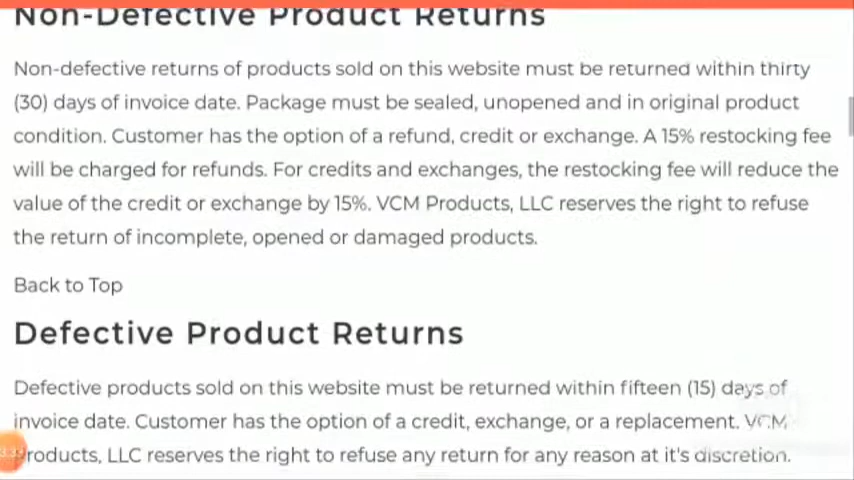 Non-Defective Product Returns
Non-defective returns of products sold on this website must be returned within thirty
(30) days of invoice date. Package must be sealed, unopened and in original product
condition. Customer has the option of a refund, credit or exchange. A 15% restocking fee
will be charged for refunds. For credits and exchanges, the restocking fee will reduce the
value of the credit or exchange by 15%. VCM Products, LLC reserves the right to refuse
the return of incomplete, opened or damaged products.
Back to Top
Defective Product Returns
Defective products sold on this website must be returned within fifteen (15) days of
invoice date. Customer has the option of a credit, exchange, or a replacement. VCM
Products, LLC reserves the right to refuse any return for any reason at it's discretion.